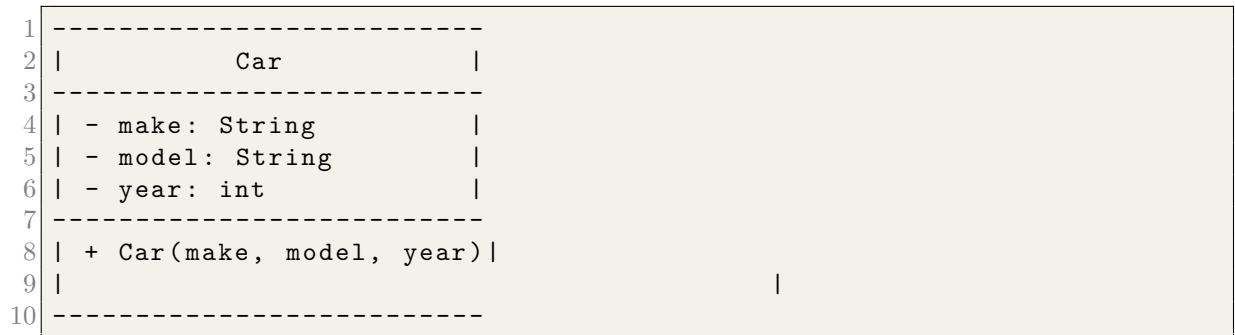 1 --------------------------
2 |          Car           |
3 --------------------------
4 | - make: String         |
5 | - model: String        |
6 | - year: int            |
7 --------------------------
8 | + Car(make, model, year)|
9 |                                           |
10 --------------------------